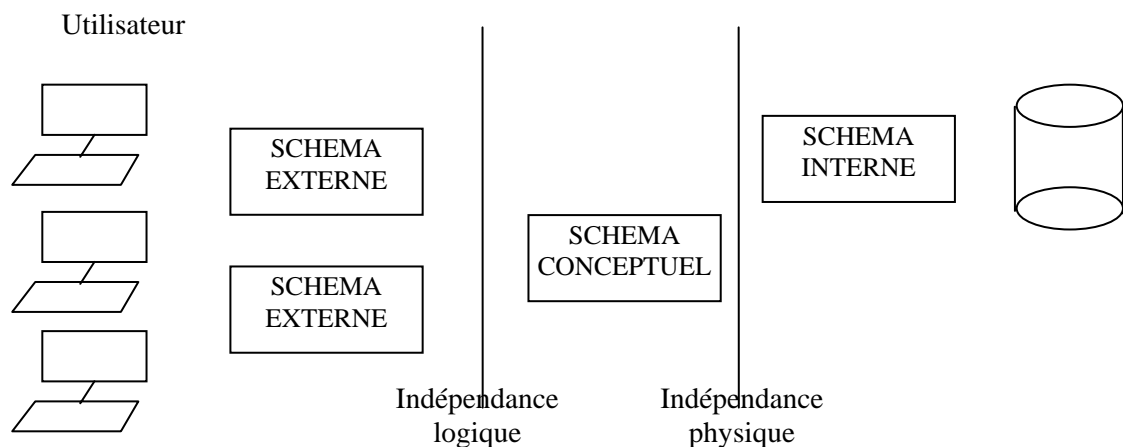 Utilisateur
SCHEMA
EXTERNE
SCHEMA
EXTERNE
SCHEMA
CONCEPTUEL
SCHEMA
INTERNE
Indépendance
logique
Indépendance
physique